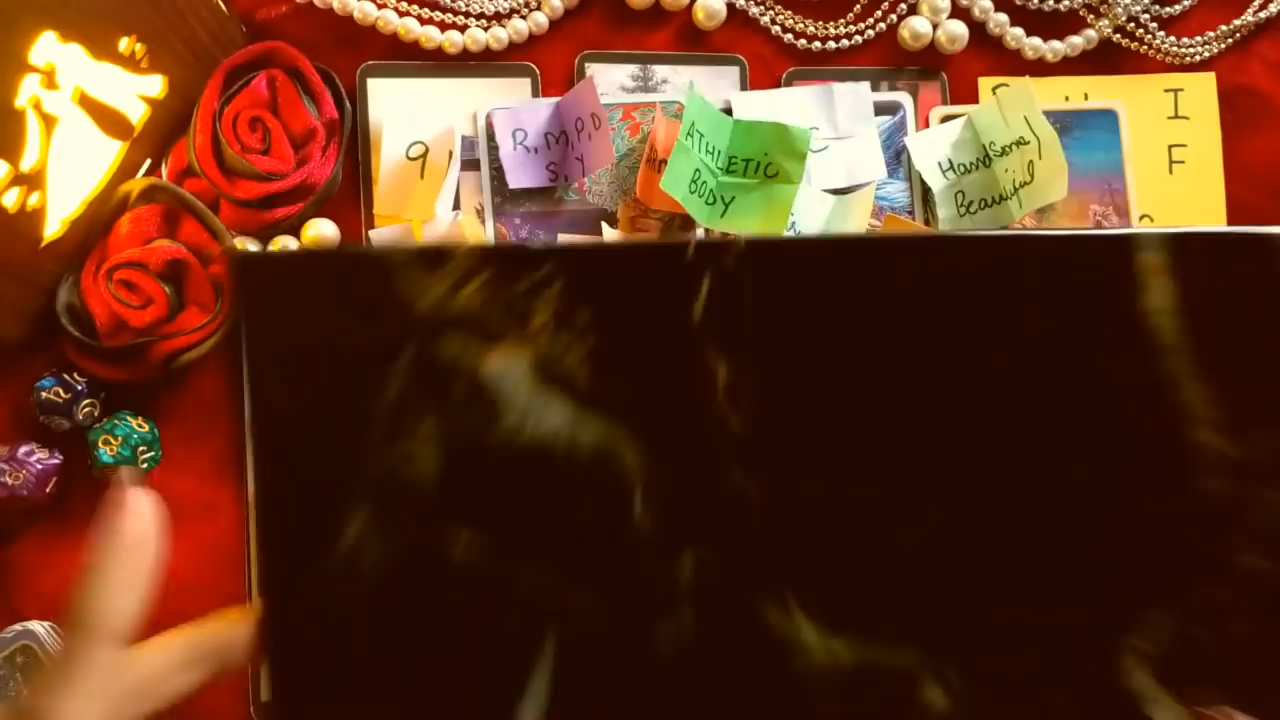 9
R, M, P, D
S, Y
ATHLETIC
BODY
C
Handsome/
Beautiful
I
F